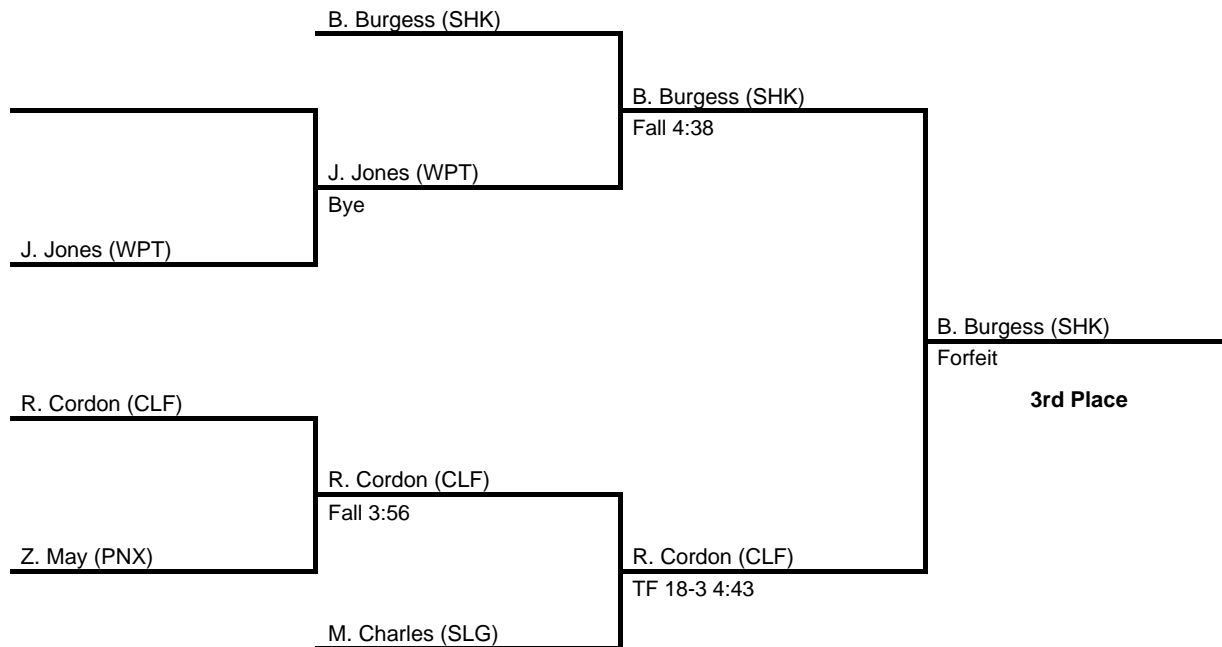 B. Burgess (SHK)
B. Burgess (SHK)
Fall 4:38
J. Jones (WPT)
Bye
J. Jones (WPT)
B. Burgess (SHK)
Forfeit
3rd Place
R. Cordon (CLF)
R. Cordon (CLF)
Fall 3:56
Z. May (PNX)
R. Cordon (CLF)
TF 18-3 4:43
M. Charles (SLG)